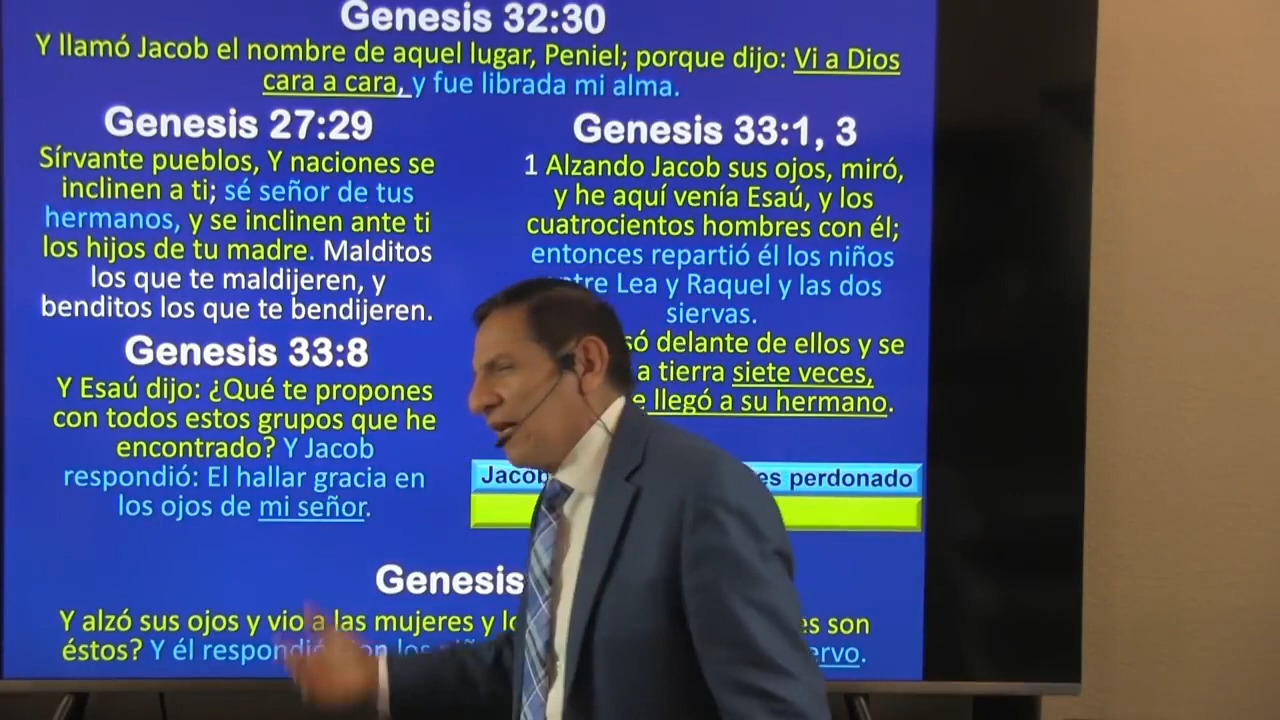 Genesis 32:30
Y llamó Jacob el nombre de aquel lugar, Peniel; porque dijo: Vi a Dios
cara a cara, y fue librada mi alma.
Genesis 27:29
Sírvante pueblos, Y naciones se
inclinen a ti; sé señor de tus
hermanos, y se inclinen ante ti
los hijos de tu madre. Malditos
los que te maldijeren, y
benditos los que te bendijeren.
Genesis 33:8
Y Esaú dijo: ¿Qué te propones
con todos estos grupos que he
encontrado? Y Jacob
respondió: El hallar gracia en
los ojos de mi señor.
Genesis 33:1, 3
1 Alzando Jacob sus ojos, miró,
y he aquí venía Esaú, y los
cuatrocientos hombres con él;
entonces repartió él los niños
Lea y Raquel y las dos
siervas.
delante de ellos y se
a tierra siete veces,
llegó a su hermano.
Jacob es perdonado
Genesis
Y alzó sus ojos y vio a las mujeres y son
éstos? Y él respondió: los